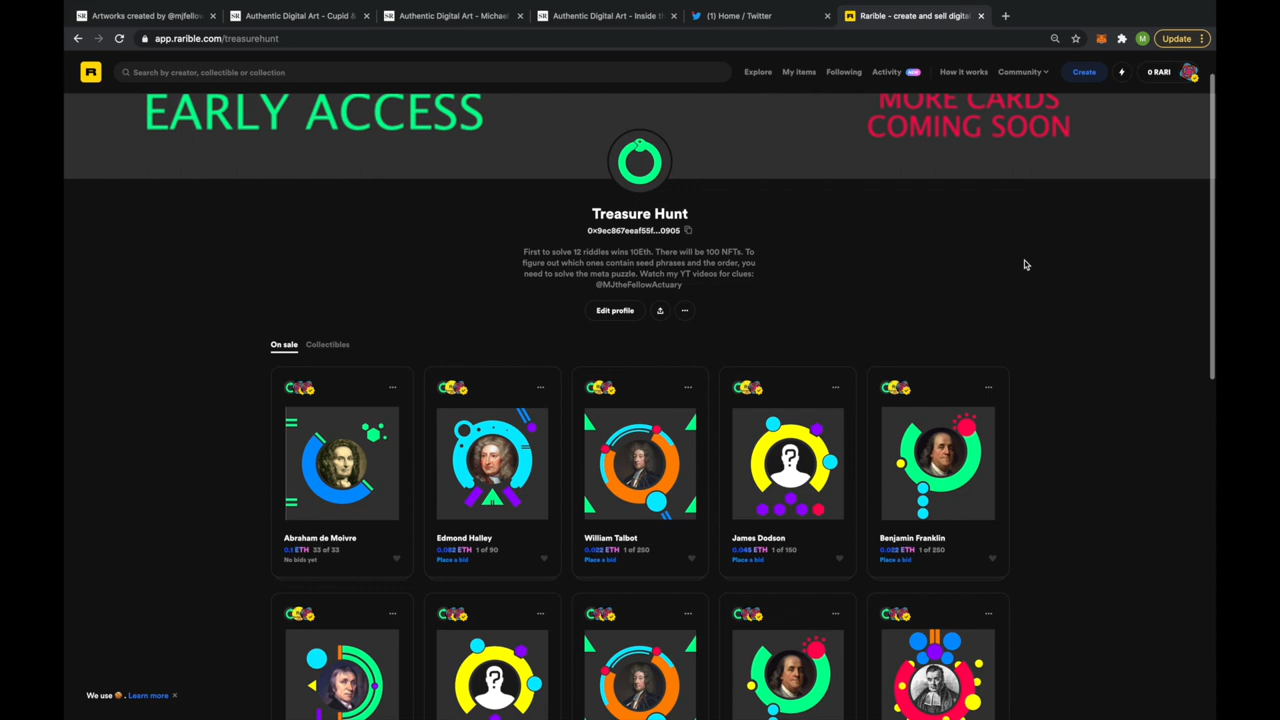 Artworks created by @mjfellow
Authentic Digital Art - Cupid &
Authentic Digital Art - Michael
Authentic Digital Art - Inside th
(1) Home / Twitter
Rarible - create and sell digital
app.rarible.com/treasurehunt
M
Update
R
Search by creator, collectible or collection
Explore
My items
Following
Activity NEW
How it works
Community
Create
0 RARI
EARLY ACCESS
MORE CARDS
COMING SOON
Treasure Hunt
0x9ec867eeaf55f...0905
First to solve 12 riddles wins 10Eth. There will be 100 NFTs. To
figure out which ones contain seed phrases and the order, you
need to solve the meta puzzle. Watch my YT videos for clues:
@MJtheFellowActuary
Edit profile
On sale
Collectibles
Abraham de Moivre
0.1 ETH 33 of 33
No bids yet
Edmond Halley
0.082 ETH 1 of 90
Place a bid
William Talbot
0.022 ETH 1 of 250
Place a bid
James Dodson
0.045 ETH 1 of 150
Place a bid
Benjamin Franklin
0.022 ETH 1 of 250
Place a bid
We use 🍪. Learn more